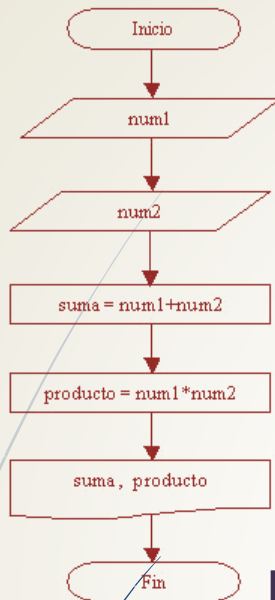 Inicio
num1
num2
suma = num1+num2
producto = num1*num2
suma , producto
Fin